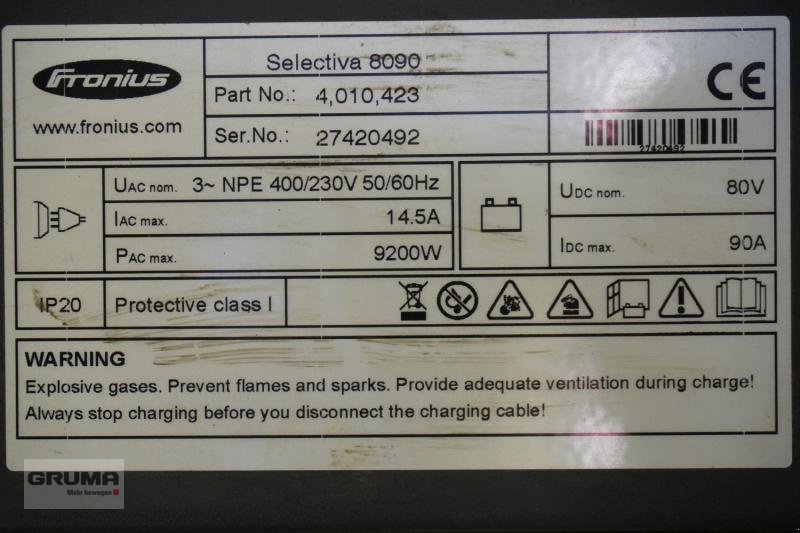 Fronius
www.fronius.com
Selectiva 8090
Part No.: 4,010,423
Ser.No.: 27420492
CE
27420492
UAC nom. 3~ NPE 400/230V 50/60Hz
IAC max. 14.5A
PAC max. 9200W
UDC nom. 80V
IDC max. 90A
IP20 Protective class I
WARNING
Explosive gases. Prevent flames and sparks. Provide adequate ventilation during charge!
Always stop charging before you disconnect the charging cable!
GRUMA
Mehr bewegen